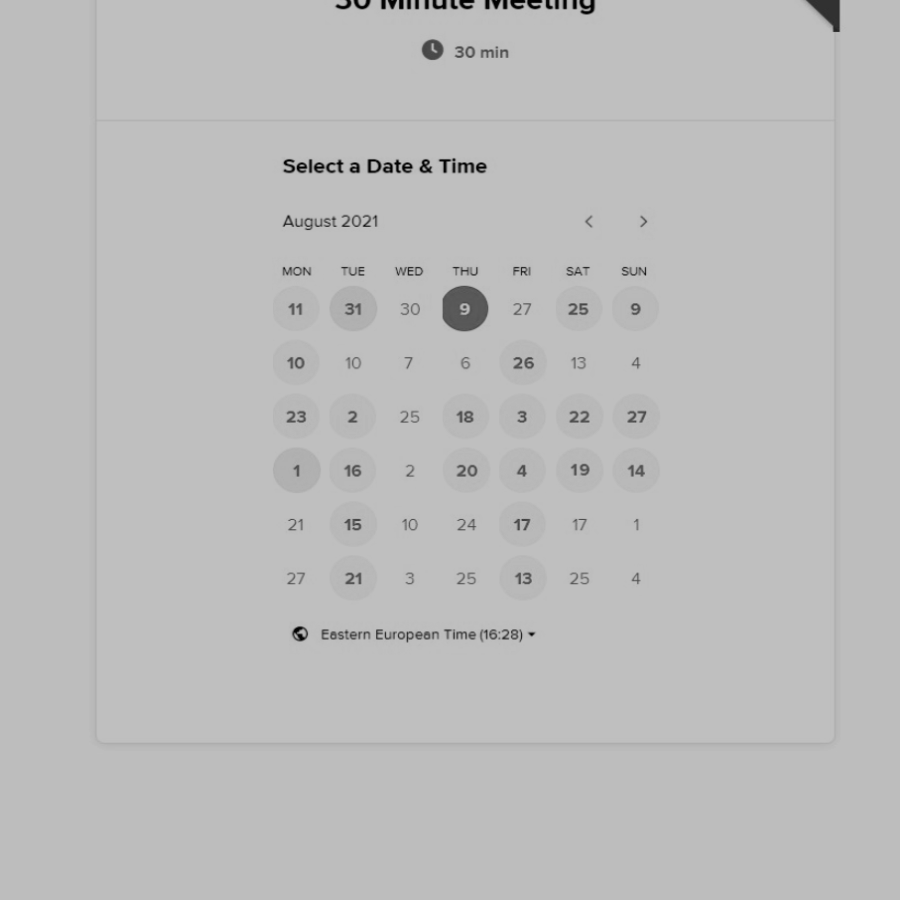 30 Minute Meeting
30 min
Select a Date & Time
August 2021
MON TUE WED THU FRI SAT SUN
11 31 30 9 27 25 9
10 10 7 6 26 13 4
23 2 25 18 3 22 27
1 16 2 20 4 19 14
21 15 10 24 17 17 1
27 21 3 25 13 25 4
Eastern European Time (16:28)